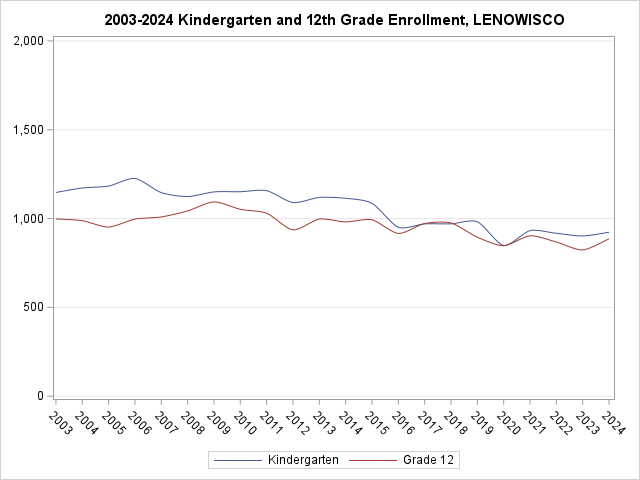 2003-2024 Kindergarten and 12th Grade Enrollment, LENOWISCO
2,000
1,500
1,000
500
0
2003 2004 2005 2006 2007 2008 2009 2010 2011 2012 2013 2014 2015 2016 2017 2018 2019 2020 2021 2022 2023 2024
Kindergarten Grade 12